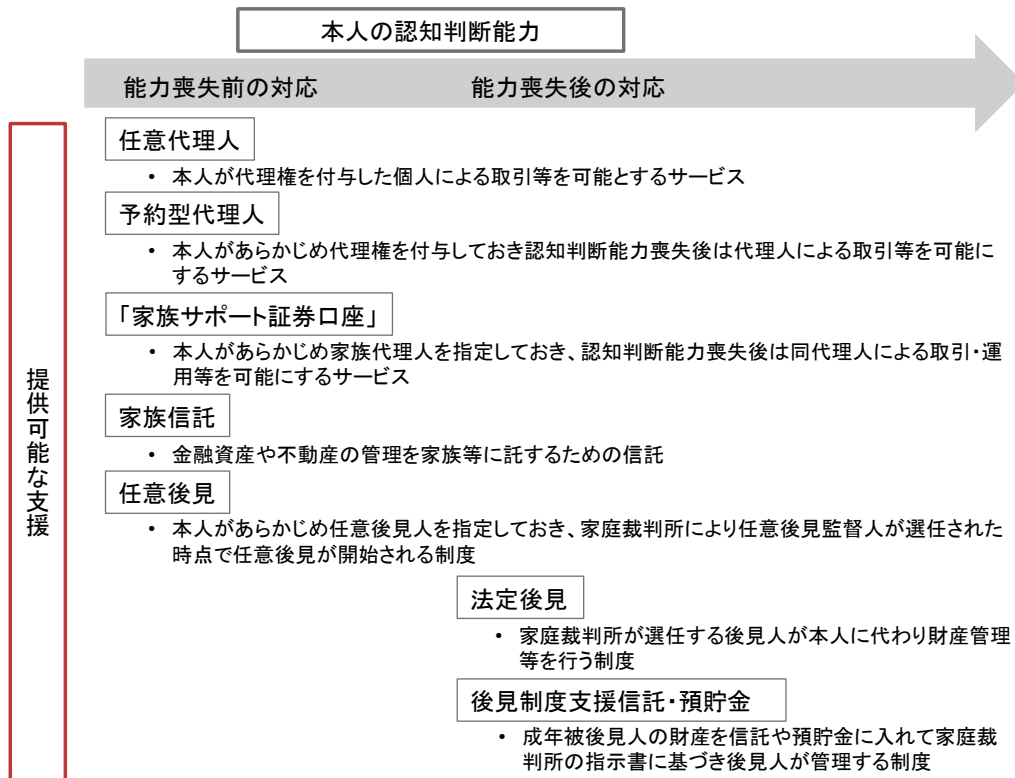 本人の認知判断能力
能力喪失前の対応
能力喪失後の対応
提供可能な支援
任意代理人
• 本人が代理権を付与した個人による取引等を可能とするサービス
予約型代理人
• 本人があらかじめ代理権を付与しておき認知判断能力喪失後は代理人による取引等を可能に
するサービス
「家族サポート証券口座」
• 本人があらかじめ家族代理人を指定しておき、認知判断能力喪失後は同代理人による取引・運
用等を可能にするサービス
家族信託
• 金融資産や不動産の管理を家族等に託するための信託
任意後見
• 本人があらかじめ任意後見人を指定しておき、家庭裁判所により任意後見監督人が選任された
時点で任意後見が開始される制度
法定後見
• 家庭裁判所が選任する後見人が本人に代わり財産管理
等を行う制度
後見制度支援信託・預貯金
• 成年被後見人の財産を信託や預貯金に入れて家庭裁
判所の指示書に基づき後見人が管理する制度